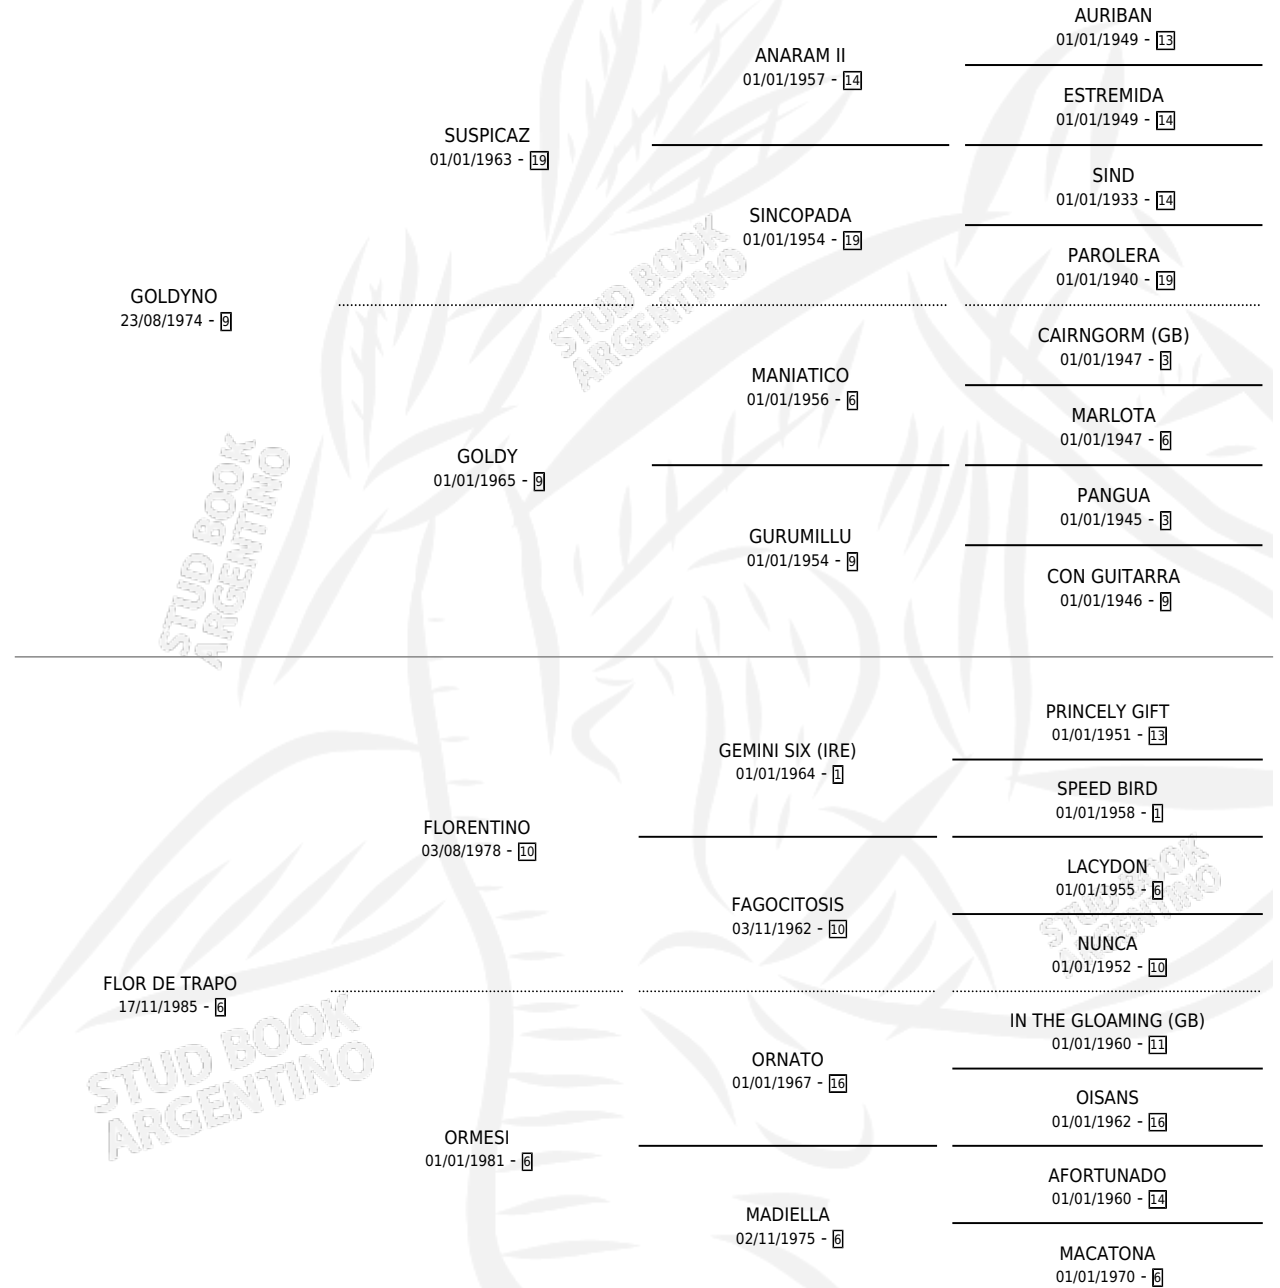 AURIBAN
01/01/1949 - 13
ANARAM II
01/01/1957 - 14
ESTREMIDA
01/01/1949 - 14
SUSPICAZ
01/01/1963 - 19
SIND
01/01/1933 - 14
SINCOPADA
01/01/1954 - 19
PAROLERA
01/01/1940 - 19
GOLDYNO
23/08/1974 - 9
CAIRNGORM (GB)
01/01/1947 - 3
MANIATICO
01/01/1956 - 6
MARLOTA
01/01/1947 - 6
GOLDY
01/01/1965 - 9
PANGUA
01/01/1945 - 3
GURUMILLU
01/01/1954 - 9
CON GUITARRA
01/01/1946 - 9
STUD BOOK
ARGENTINO
STUD BOOK
ARGENTINO
PRINCELY GIFT
01/01/1951 - 13
GEMINI SIX (IRE)
01/01/1964 - 1
SPEED BIRD
01/01/1958 - 1
FLORENTINO
03/08/1978 - 10
LACYDON
01/01/1955 - 6
FAGOCITOSIS
03/11/1962 - 10
NUNCA
01/01/1952 - 10
FLOR DE TRAPO
17/11/1985 - 6
IN THE GLOAMING (GB)
01/01/1960 - 11
ORNATO
01/01/1967 - 16
OISANS
01/01/1962 - 16
ORMESI
01/01/1981 - 6
AFORTUNADO
01/01/1960 - 14
MADIELLA
02/11/1975 - 6
MACATONA
01/01/1970 - 6
STUD BOOK
ARGENTINO
STUD BOOK
ARGENTINO